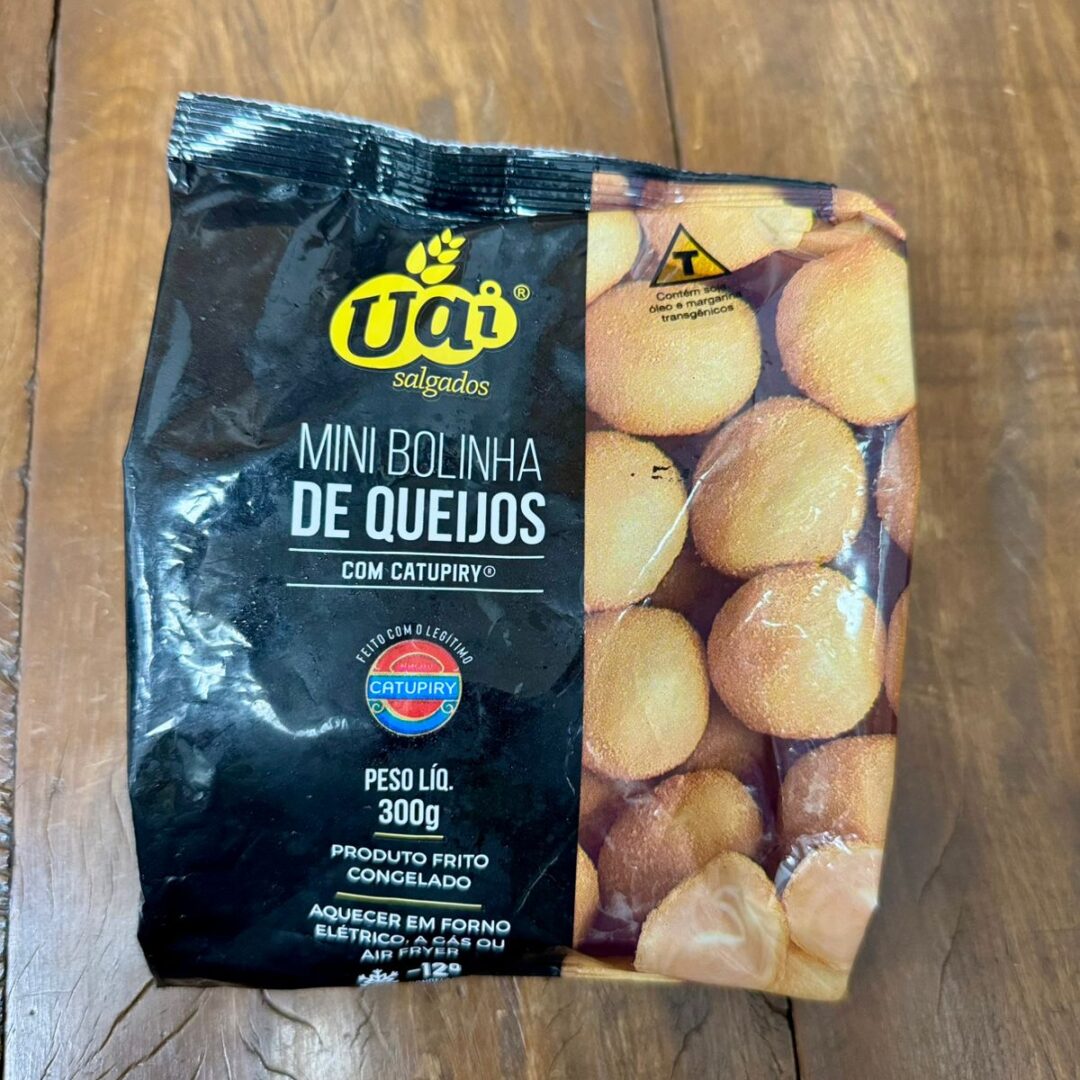 Uai®
salgados
MINI BOLINHA
DE QUEIJOS
COM CATUPIRY®
FEITO COM O LEGÍTIMO
CATUPIRY
PESO LÍQ.
300g
PRODUTO FRITO
CONGELADO
AQUECER EM FORNO
ELÉTRICO, A GÁS OU
AIR FRYER
-12º
T
Contém soja,
óleo e margarina
transgênicos